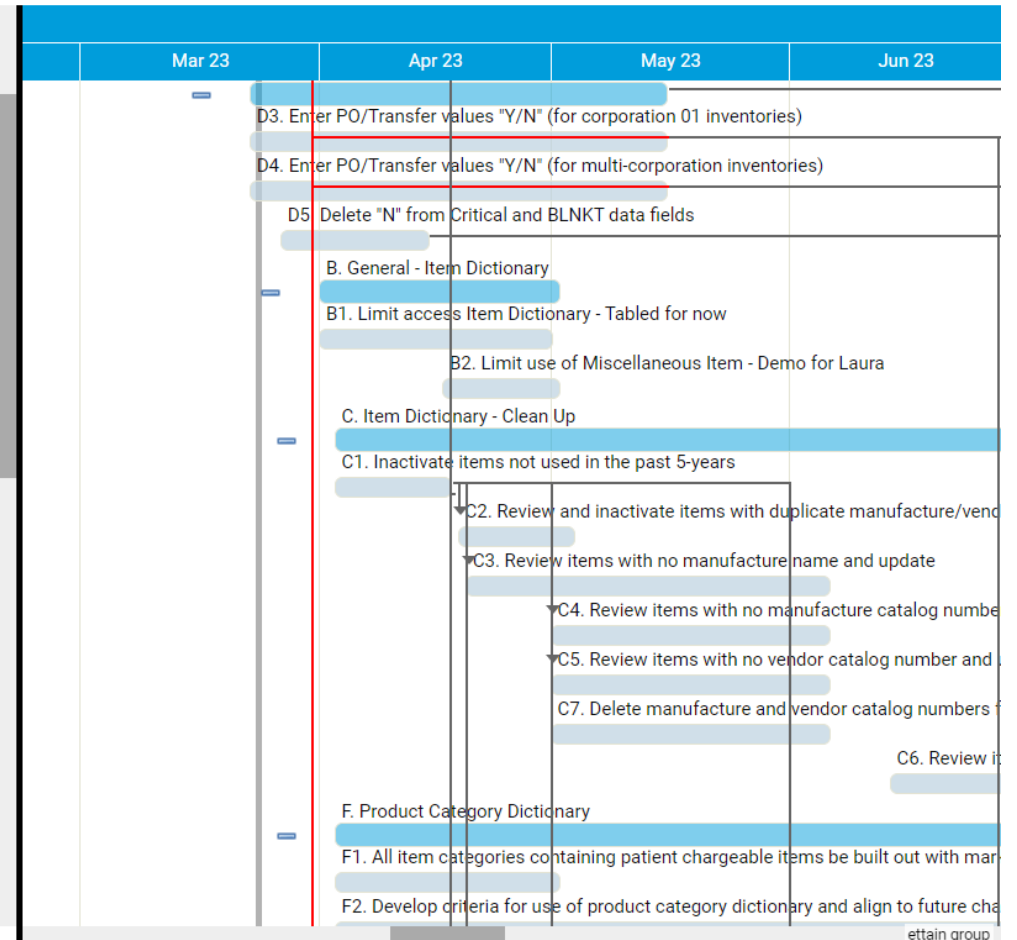 Mar 23
Apr 23
May 23
Jun 23
D3. Enter PO/Transfer values "Y/N" (for corporation 01 inventories)
D4. Enter PO/Transfer values "Y/N" (for multi-corporation inventories)
D5. Delete "N" from Critical and BLNKT data fields
B. General - Item Dictionary
B1. Limit access Item Dictionary - Tabled for now
B2. Limit use of Miscellaneous Item - Demo for Laura
C. Item Dictionary - Clean Up
C1. Inactivate items not used in the past 5-years
C2. Review and inactivate items with duplicate manufacture/vend
C3. Review items with no manufacture name and update
C4. Review items with no manufacture catalog numbe
C5. Review items with no vendor catalog number and
C7. Delete manufacture and vendor catalog numbers f
C6. Review it
F. Product Category Dictionary
F1. All item categories containing patient chargeable items be built out with mar
F2. Develop criteria for use of product category dictionary and align to future cha
ettain group